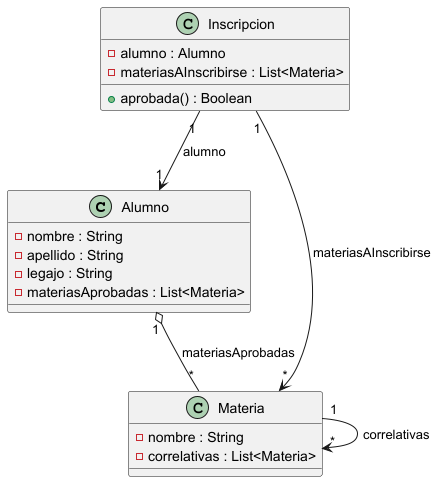 C Inscripcion
alumno : Alumno
materiasAInscribirse : List<Materia>
aprobada() : Boolean
1
1
alumno
1
materiasAInscribirse
C Alumno
nombre : String
apellido : String
legajo : String
materiasAprobadas : List<Materia>
1
materiasAprobadas
*
*
C Materia
nombre : String
correlativas : List<Materia>
1
*
correlativas